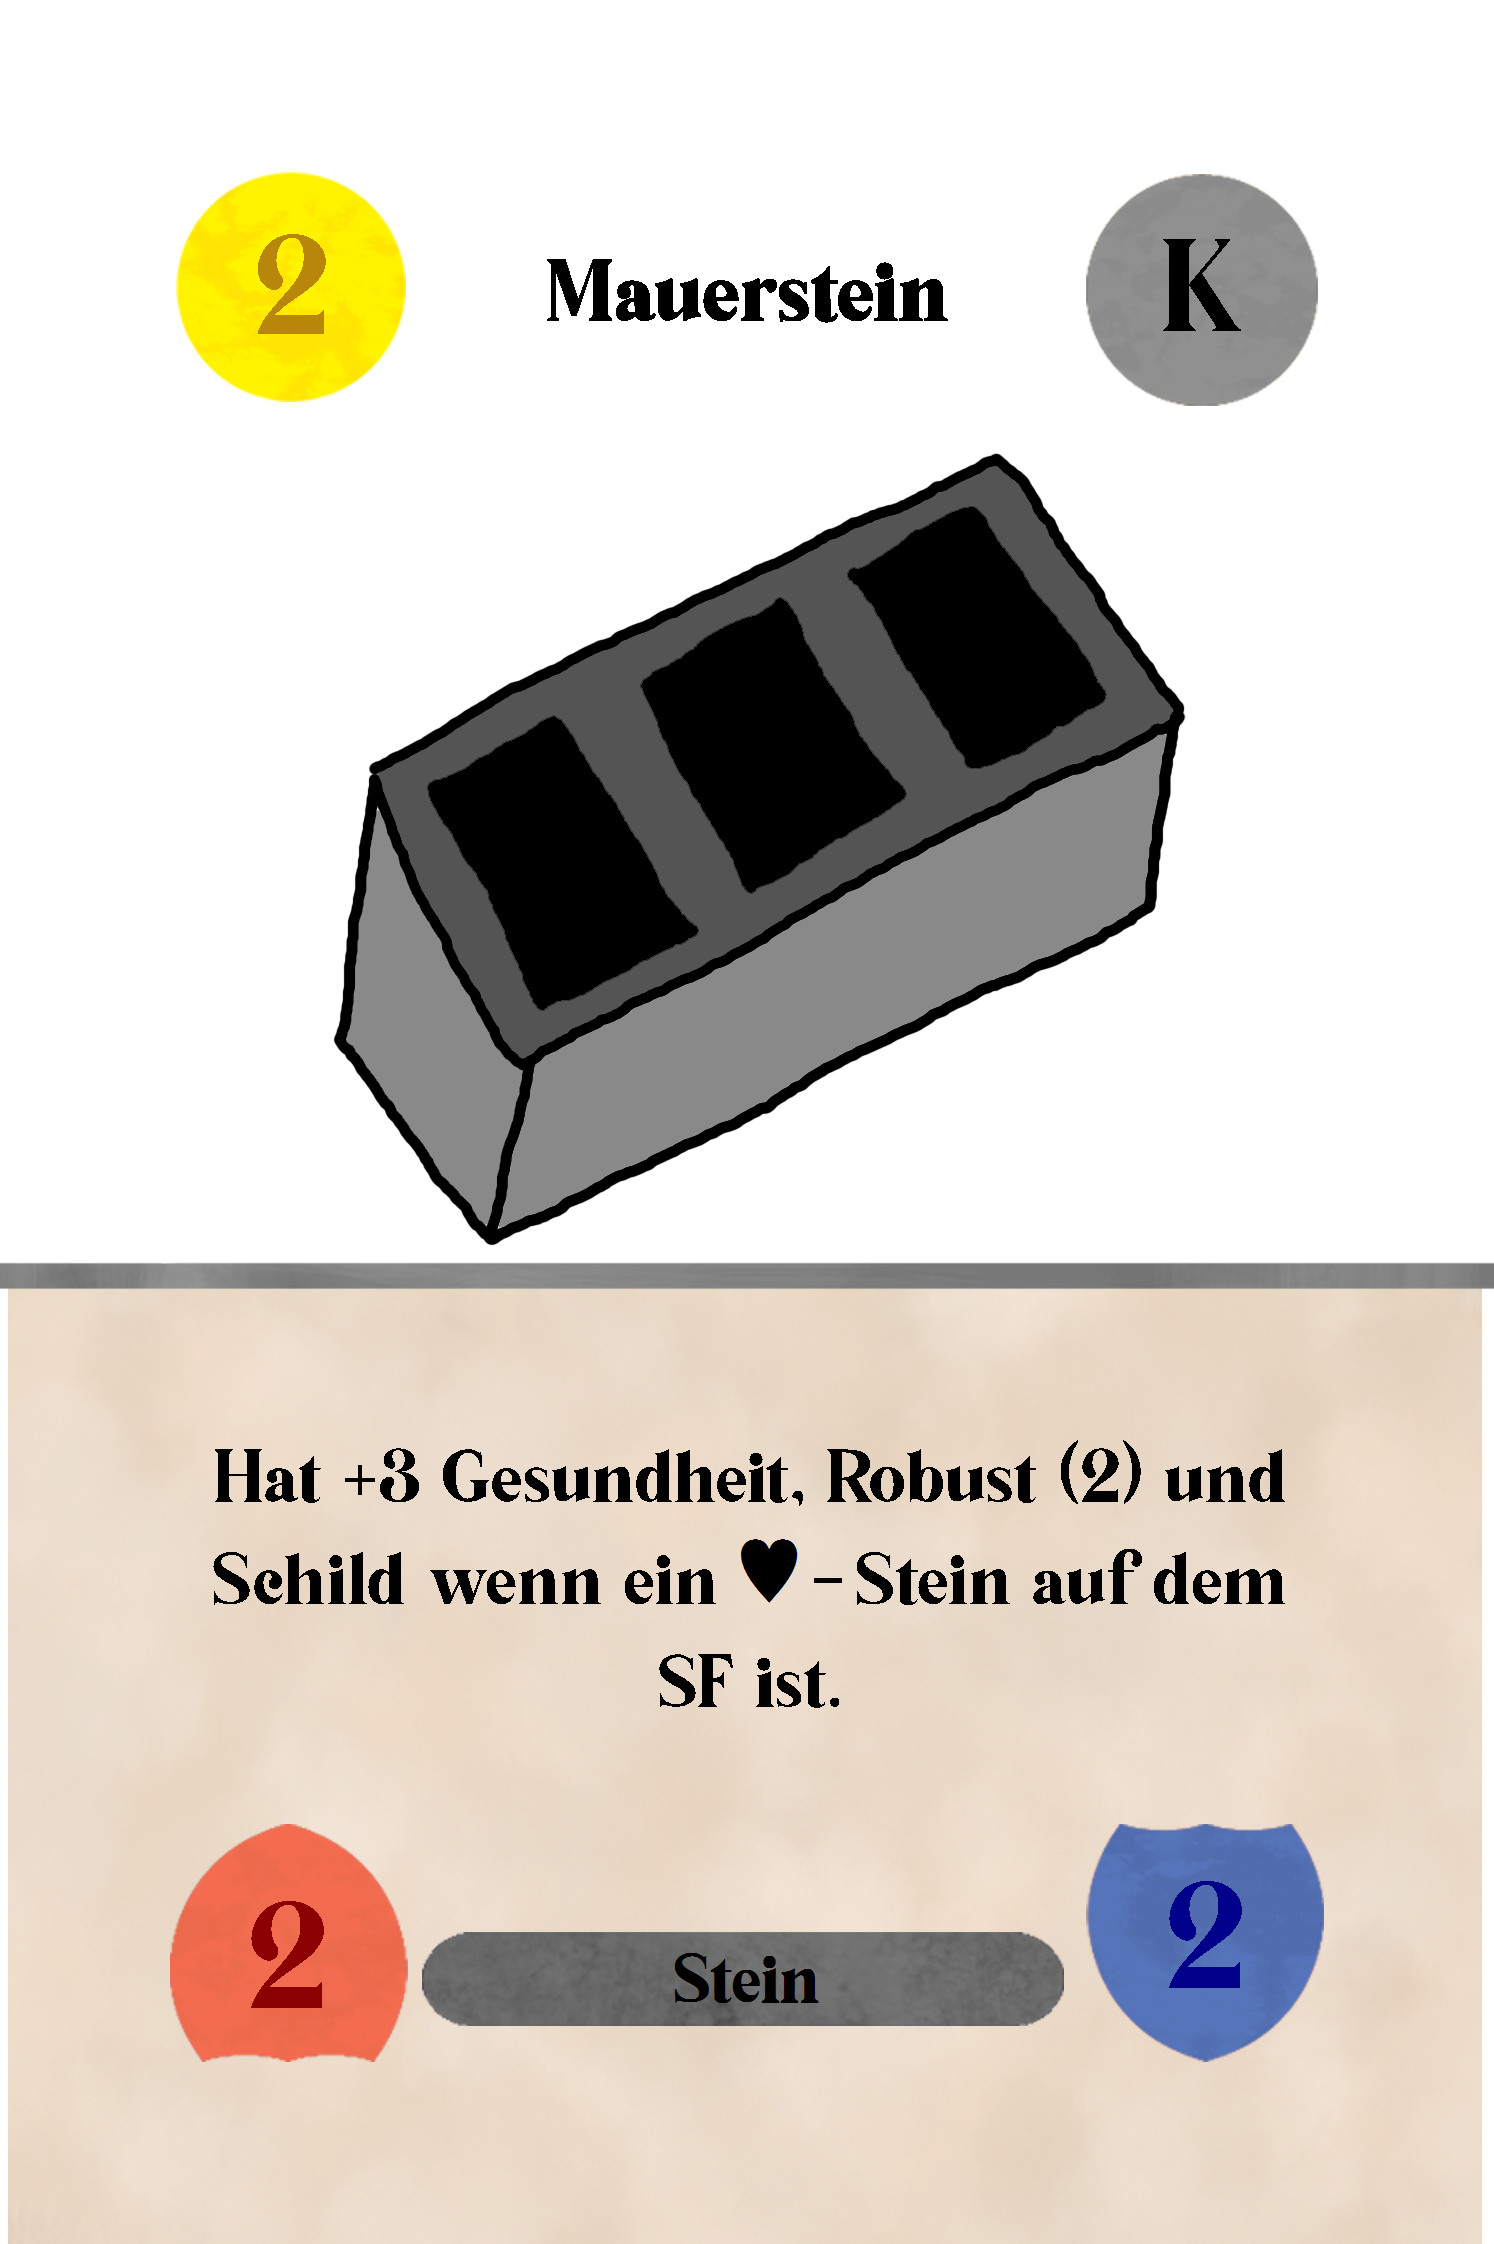 2
Mauerstein
K
Hat +3 Gesundheit, Robust (2) und
Schild wenn ein ♥-Stein auf dem
SF ist.
2
Stein
2